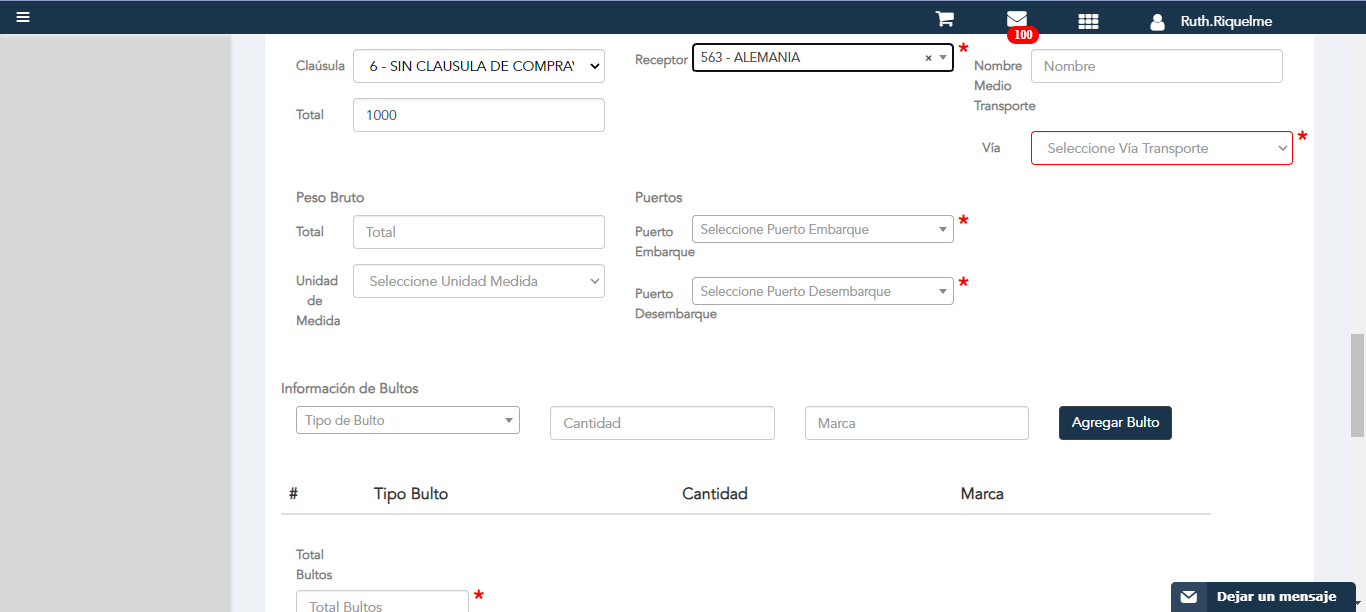 Ruth.Riquelme
100
Claúsula
6 - SIN CLAUSULA DE COMPRAV
Receptor
563 - ALEMANIA
×
*
Nombre
Medio
Transporte
Nombre
Total
1000
Vía
Seleccione Vía Transporte
*
Peso Bruto
Total
Total
Unidad
de
Medida
Seleccione Unidad Medida
Puertos
Puerto
Embarque
Seleccione Puerto Embarque
*
Puerto
Desembarque
Seleccione Puerto Desembarque
*
Información de Bultos
Tipo de Bulto
Cantidad
Marca
Agregar Bulto
# Tipo Bulto Cantidad Marca
Total
Bultos
Total Bultos
*
Dejar un mensaje